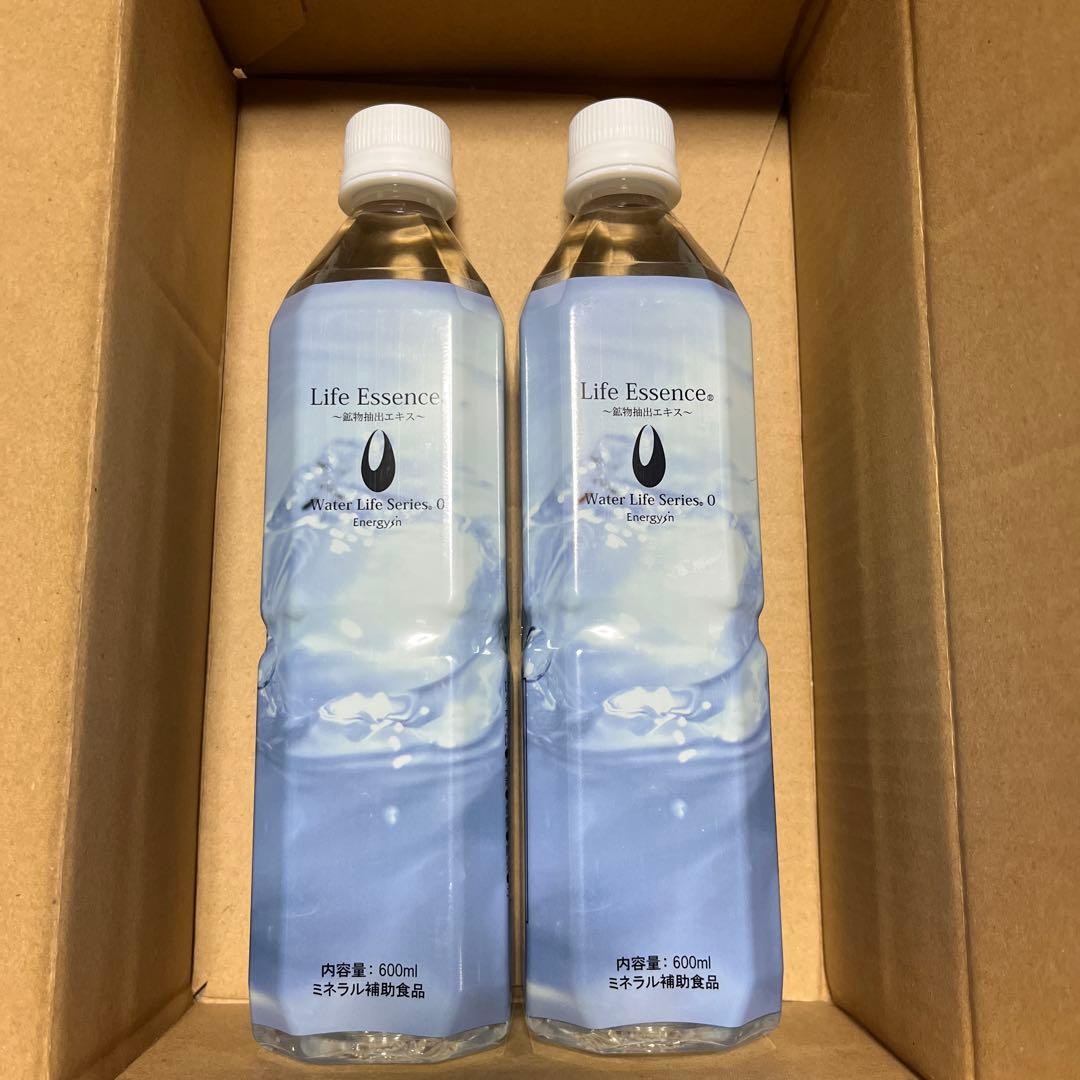 Life Essence
～鉱物抽出エキス～
Water Life Series® 0
Energyin
内容量：600ml
ミネラル補助食品
Life Essence®
～鉱物抽出エキス～
Water Life Series® 0
Energyin
内容量：600ml
ミネラル補助食品